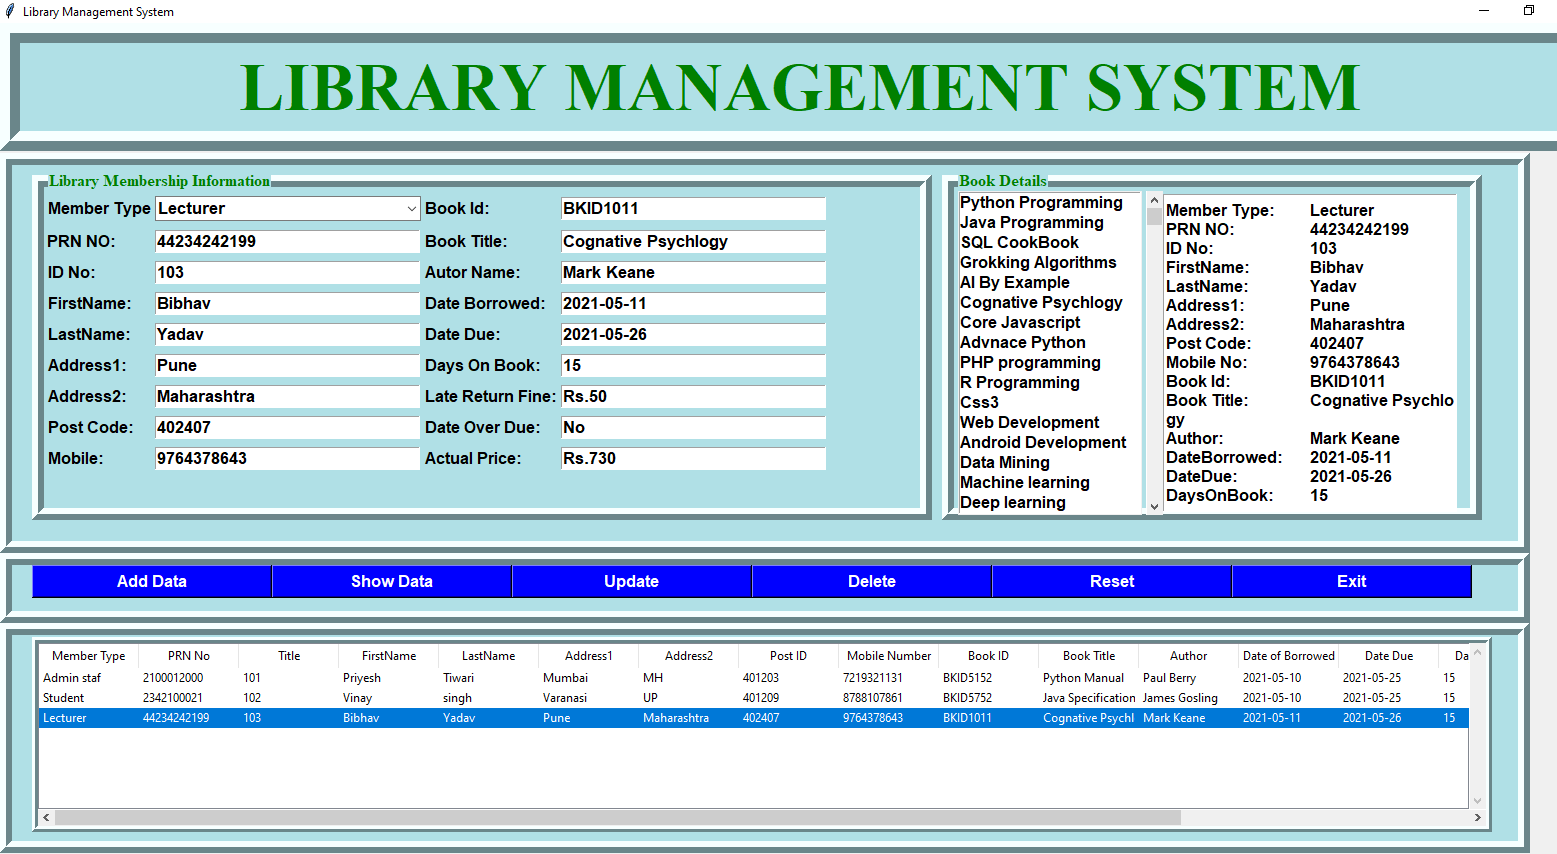 Library Management System
LIBRARY MANAGEMENT SYSTEM
Library Membership Information
Member Type Lecturer Book Id: BKID1011
PRN NO: 44234242199 Book Title: Cognative Psychlogy
ID No: 103 Autor Name: Mark Keane
FirstName: Bibhav Date Borrowed: 2021-05-11
LastName: Yadav Date Due: 2021-05-26
Address1: Pune Days On Book: 15
Address2: Maharashtra Late Return Fine: Rs.50
Post Code: 402407 Date Over Due: No
Mobile: 9764378643 Actual Price: Rs.730
Book Details
Python Programming
Java Programming
SQL CookBook
Grokking Algorithms
AI By Example
Cognative Psychlogy
Core Javascript
Advnace Python
PHP programming
R Programming
Css3
Web Development
Android Development
Data Mining
Machine learning
Deep learning
Member Type: Lecturer
PRN NO: 44234242199
ID No: 103
FirstName: Bibhav
LastName: Yadav
Address1: Pune
Address2: Maharashtra
Post Code: 402407
Mobile No: 9764378643
Book Id: BKID1011
Book Title: Cognative Psychlo
gy
Author: Mark Keane
DateBorrowed: 2021-05-11
DateDue: 2021-05-26
DaysOnBook: 15
Add Data Show Data Update Delete Reset Exit
Member Type PRN No Title FirstName LastName Address1 Address2 Post ID Mobile Number Book ID Book Title Author Date of Borrowed Date Due Da
Admin staf 2100012000 101 Priyesh Tiwari Mumbai MH 401203 7219321131 BKID5152 Python Manual Paul Berry 2021-05-10 2021-05-25 15
Student 2342100021 102 Vinay singh Varanasi UP 401209 8788107861 BKID5752 Java Specification James Gosling 2021-05-10 2021-05-25 15
Lecturer 44234242199 103 Bibhav Yadav Pune Maharashtra 402407 9764378643 BKID1011 Cognative Psychl Mark Keane 2021-05-11 2021-05-26 15